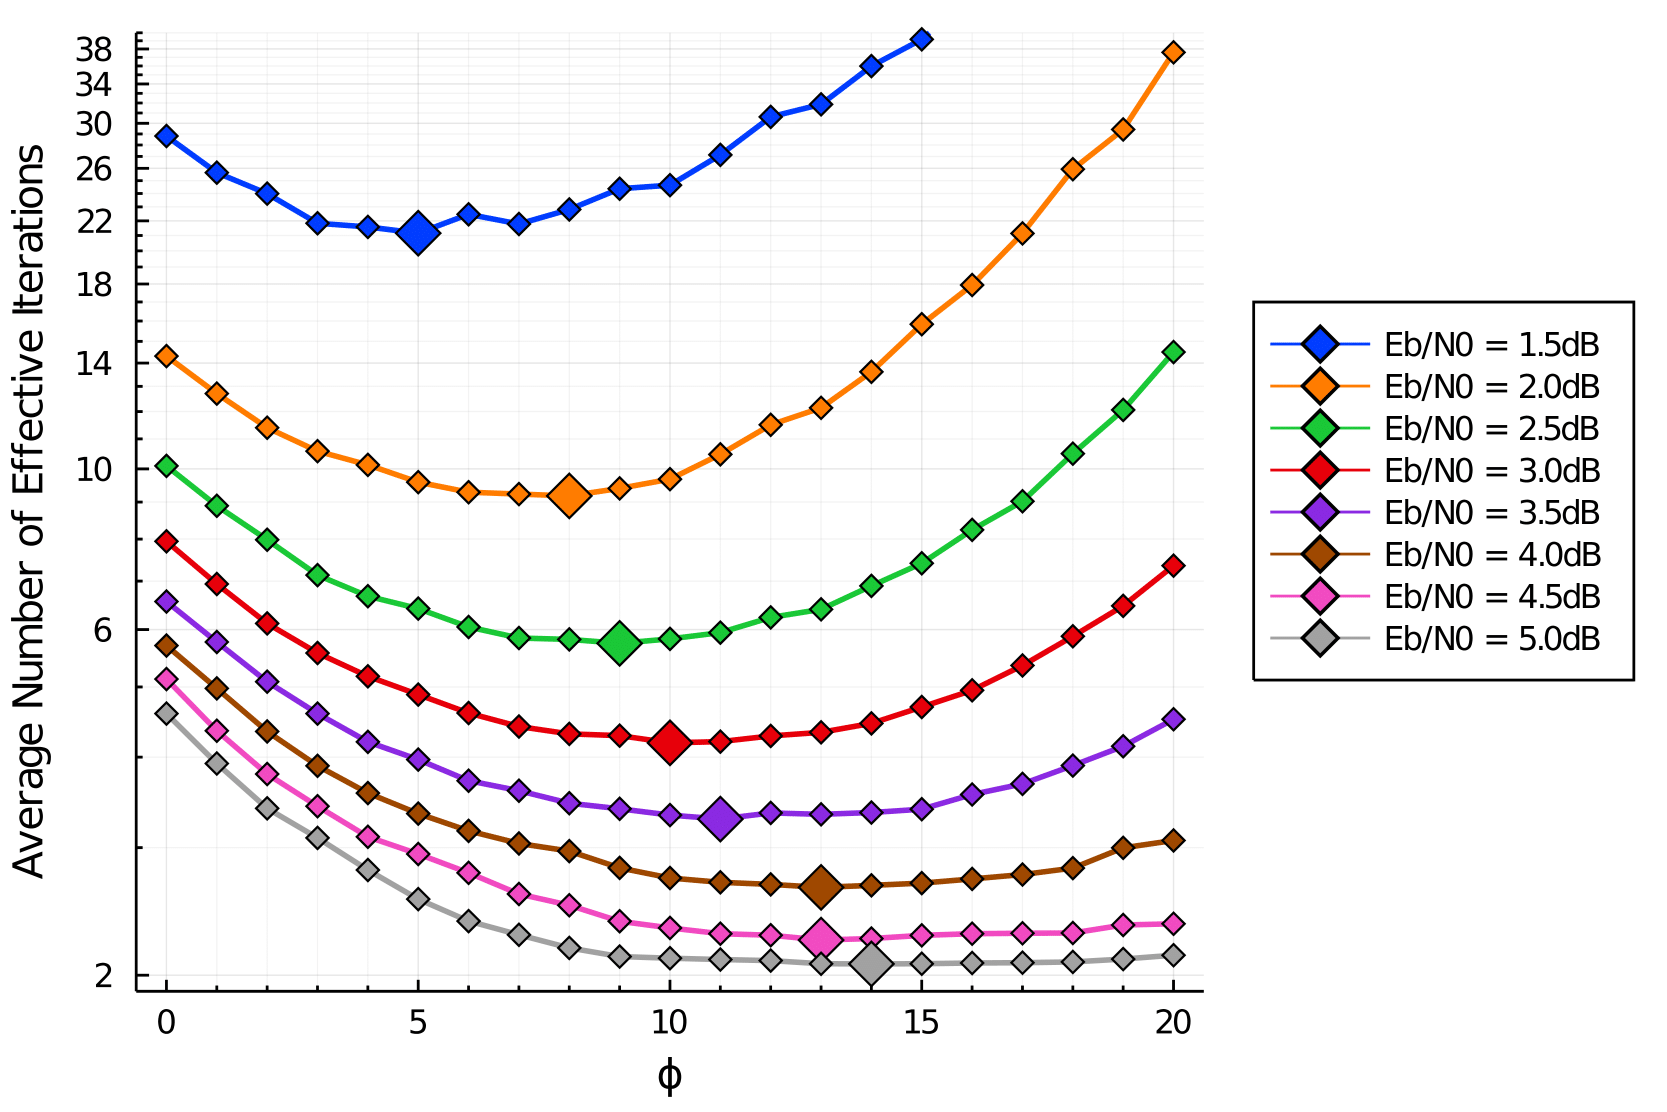 Average Number of Effective Iterations
38
34
30
26
22
18
14
10
6
2
0 5 10 15 20
ϕ
Eb/N0 = 1.5dB
Eb/N0 = 2.0dB
Eb/N0 = 2.5dB
Eb/N0 = 3.0dB
Eb/N0 = 3.5dB
Eb/N0 = 4.0dB
Eb/N0 = 4.5dB
Eb/N0 = 5.0dB